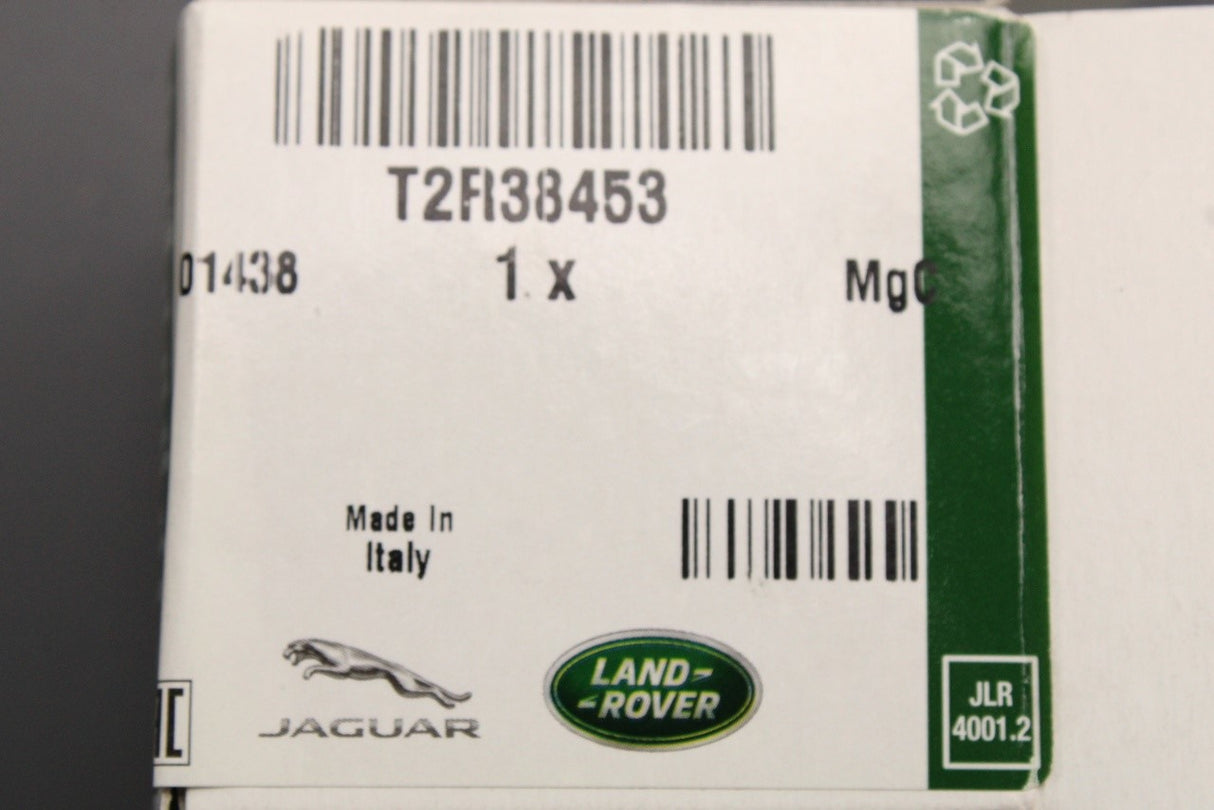 T2R38453
01438 1 x MgC
Made In
Italy
JAGUAR
LAND-
-ROVER
JLR
4001.2